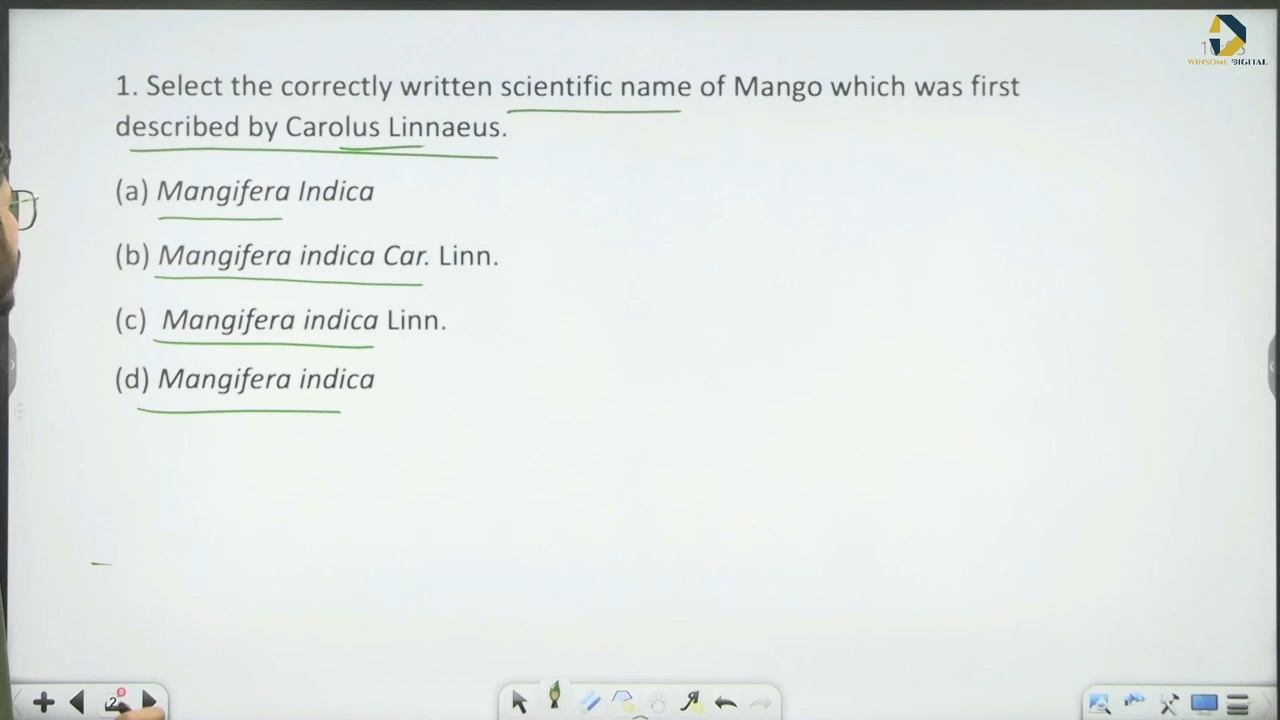 WINSOME DIGITAL
1. Select the correctly written scientific name of Mango which was first
described by Carolus Linnaeus.
(a) Mangifera Indica
(b) Mangifera indica Car. Linn.
(c) Mangifera indica Linn.
(d) Mangifera indica
2